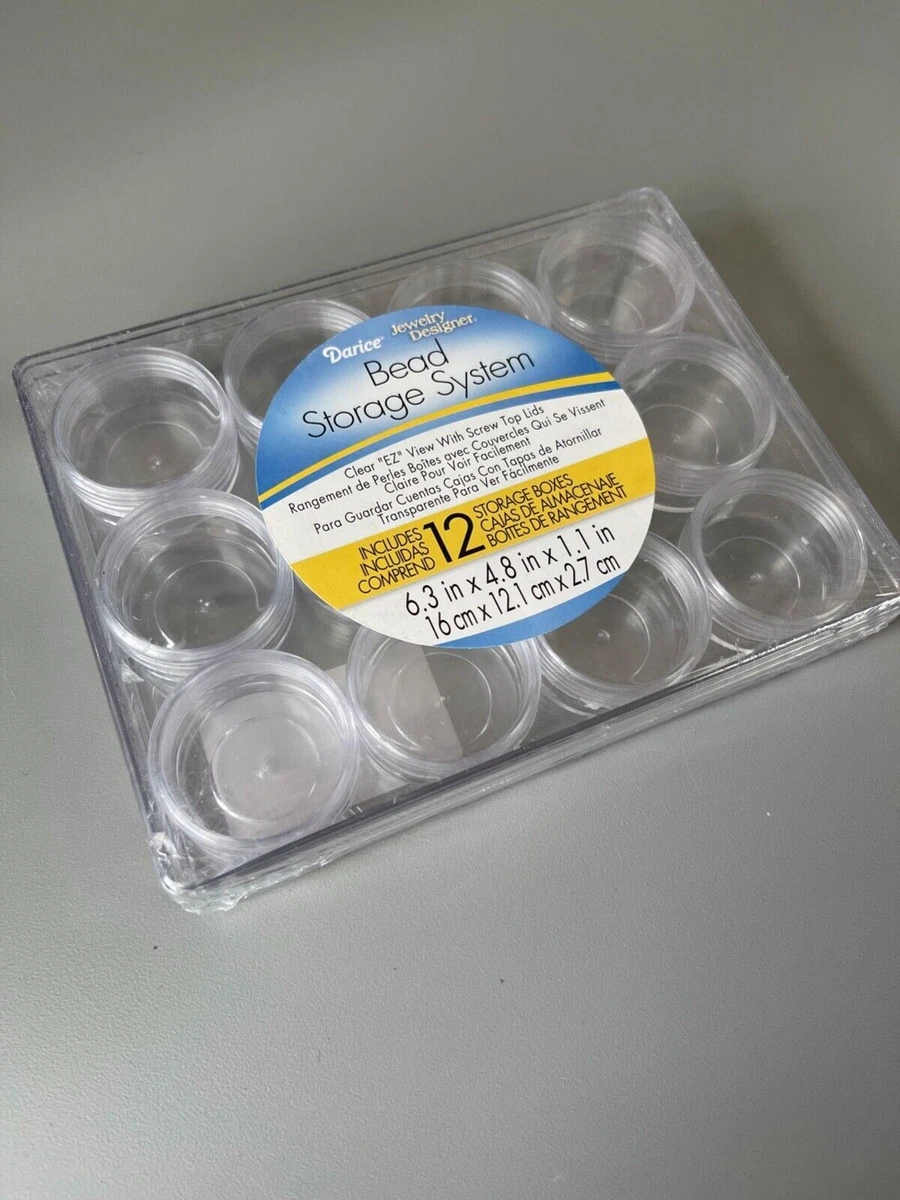 Darice® Jewelry Designer®
Bead
Storage System
Clear "EZ" View With Screw Top Lids
Rangement de Perles Boîtes avec Couvercles Qui Se Vissent
Claire Pour Voir Facilement
Para Guardar Cuentas Cajas Con Tapas de Atornillar
Transparente Para Ver Fácilmente
INCLUDES
INCLUIDAS
COMPREND
12
STORAGE BOXES
CAJAS DE ALMACENAJE
BOÎTES DE RANGEMENT
6.3 in x 4.8 in x 1.1 in
16 cm x 12.1 cm x 2.7 cm